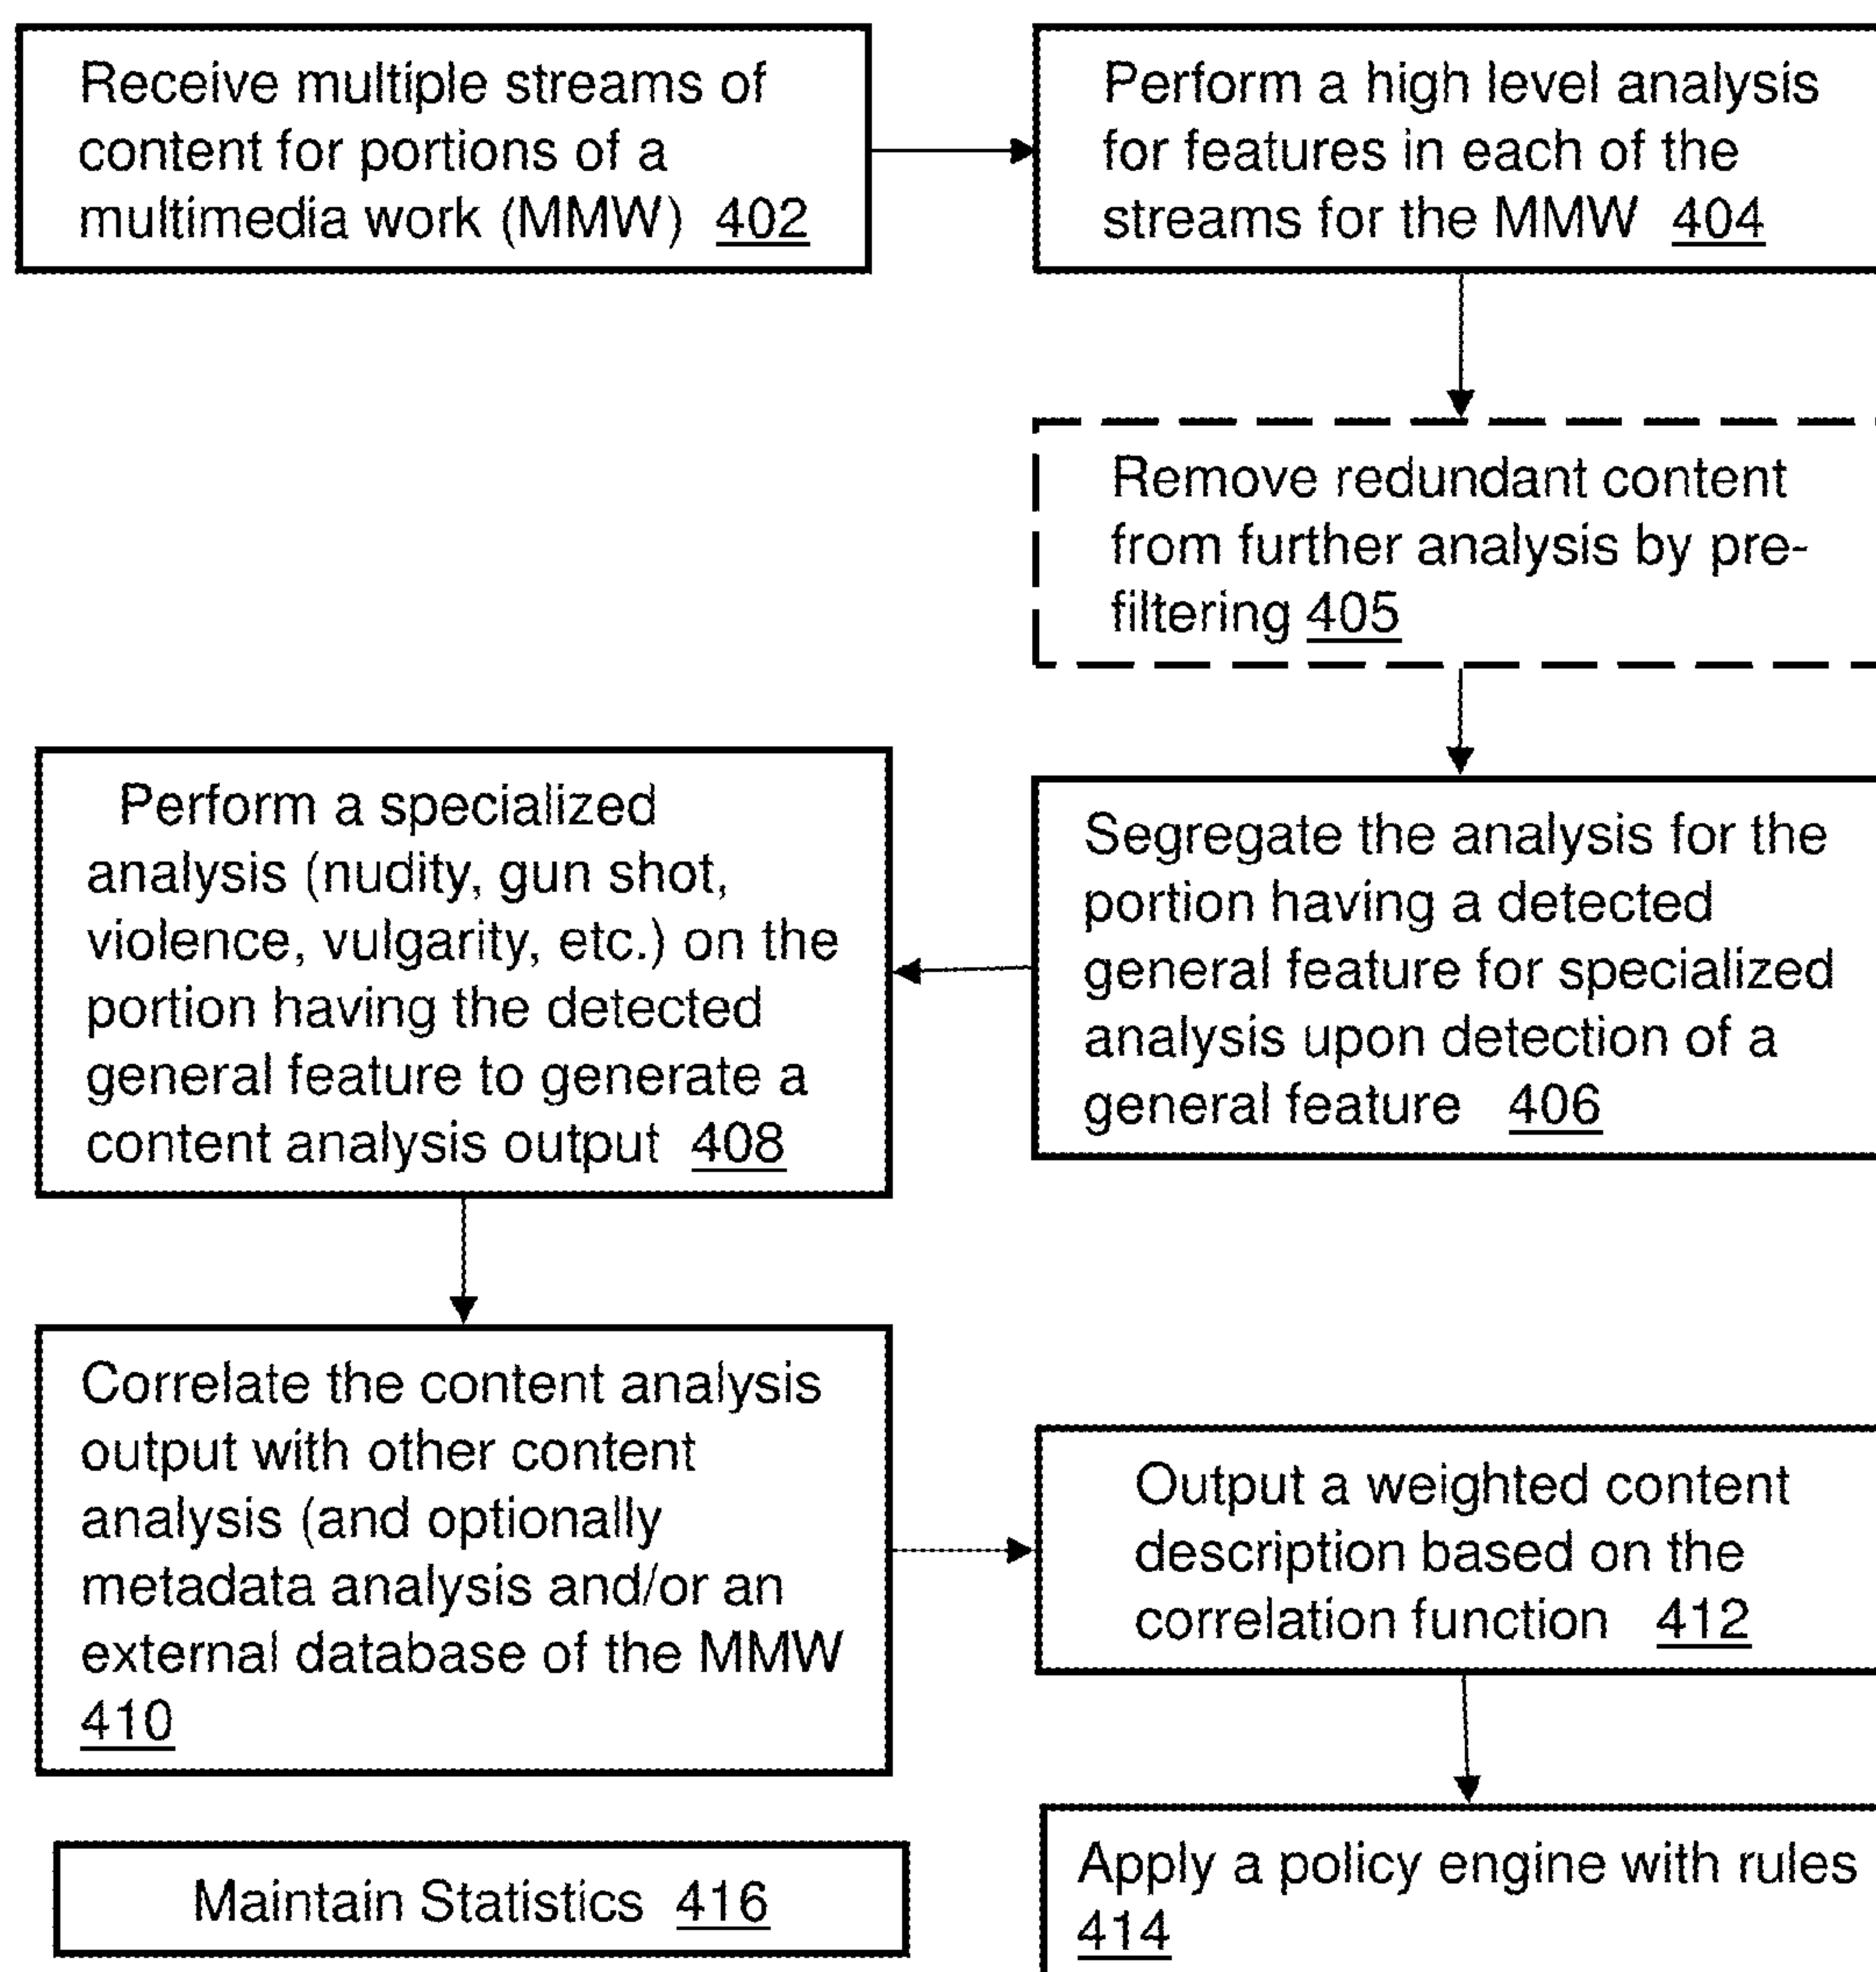 Receive multiple streams of
content for portions of a
multimedia work (MMW) 402
Perform a high level analysis
for features in each of the
streams for the MMW 404
Remove redundant content
from further analysis by pre-
filtering 405
Segregate the analysis for the
portion having a detected
general feature for specialized
analysis upon detection of a
general feature 406
Perform a specialized
analysis (nudity, gun shot,
violence, vulgarity, etc.) on the
portion having the detected
general feature to generate a
content analysis output 408
Correlate the content analysis
output with other content
analysis (and optionally
metadata analysis and/or an
external database of the MMW
410
Output a weighted content
description based on the
correlation function 412
Apply a policy engine with rules
414
Maintain Statistics 416